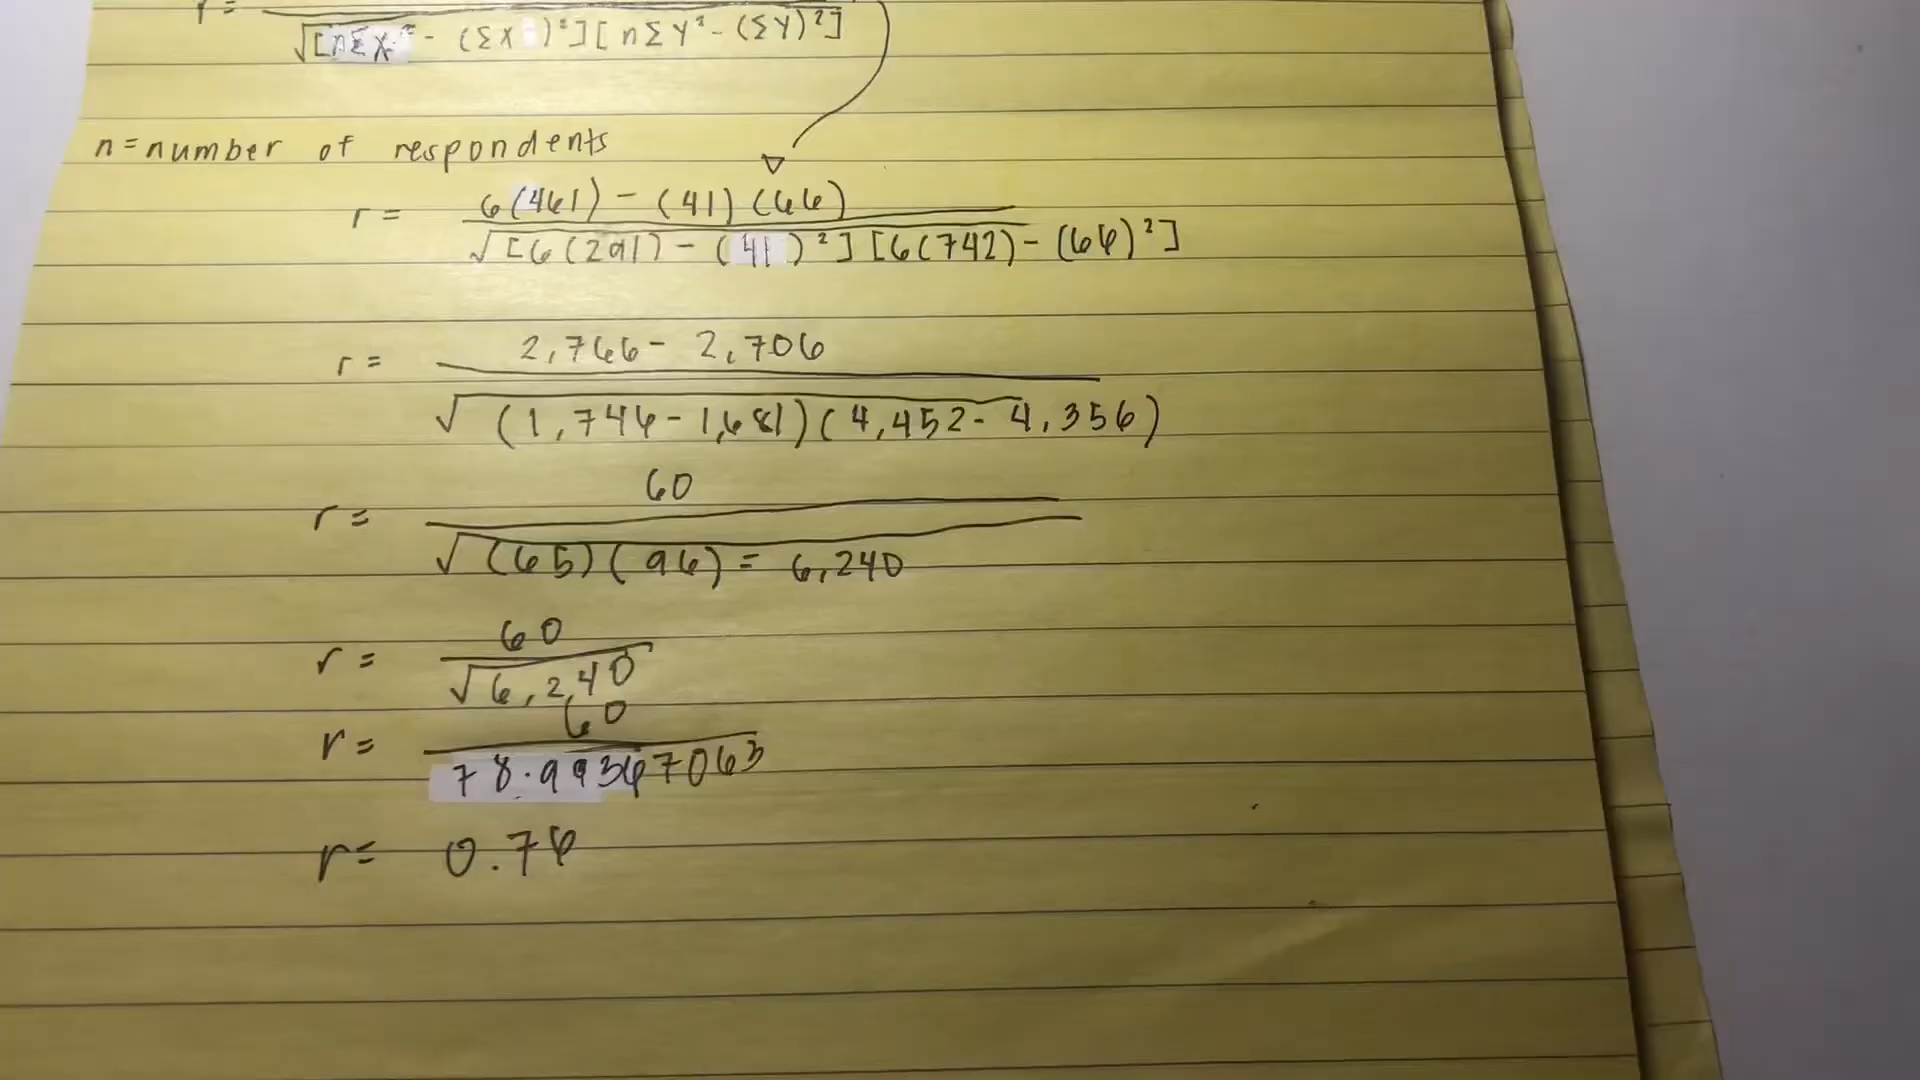 r =
√[nΣX² - (ΣX )²][nΣY² - (ΣY)²]
n = number of respondents
r = 6(461) - (41)(66)
√[6(291) - (41)²][6(742) - (66)²]
r = 2,766 - 2,706
√(1,746 - 1,681)(4,452 - 4,356)
r = 60
√(65)(96) = 6,240
r = 60
√6,240
r = 60
78.99367063
r = 0.76